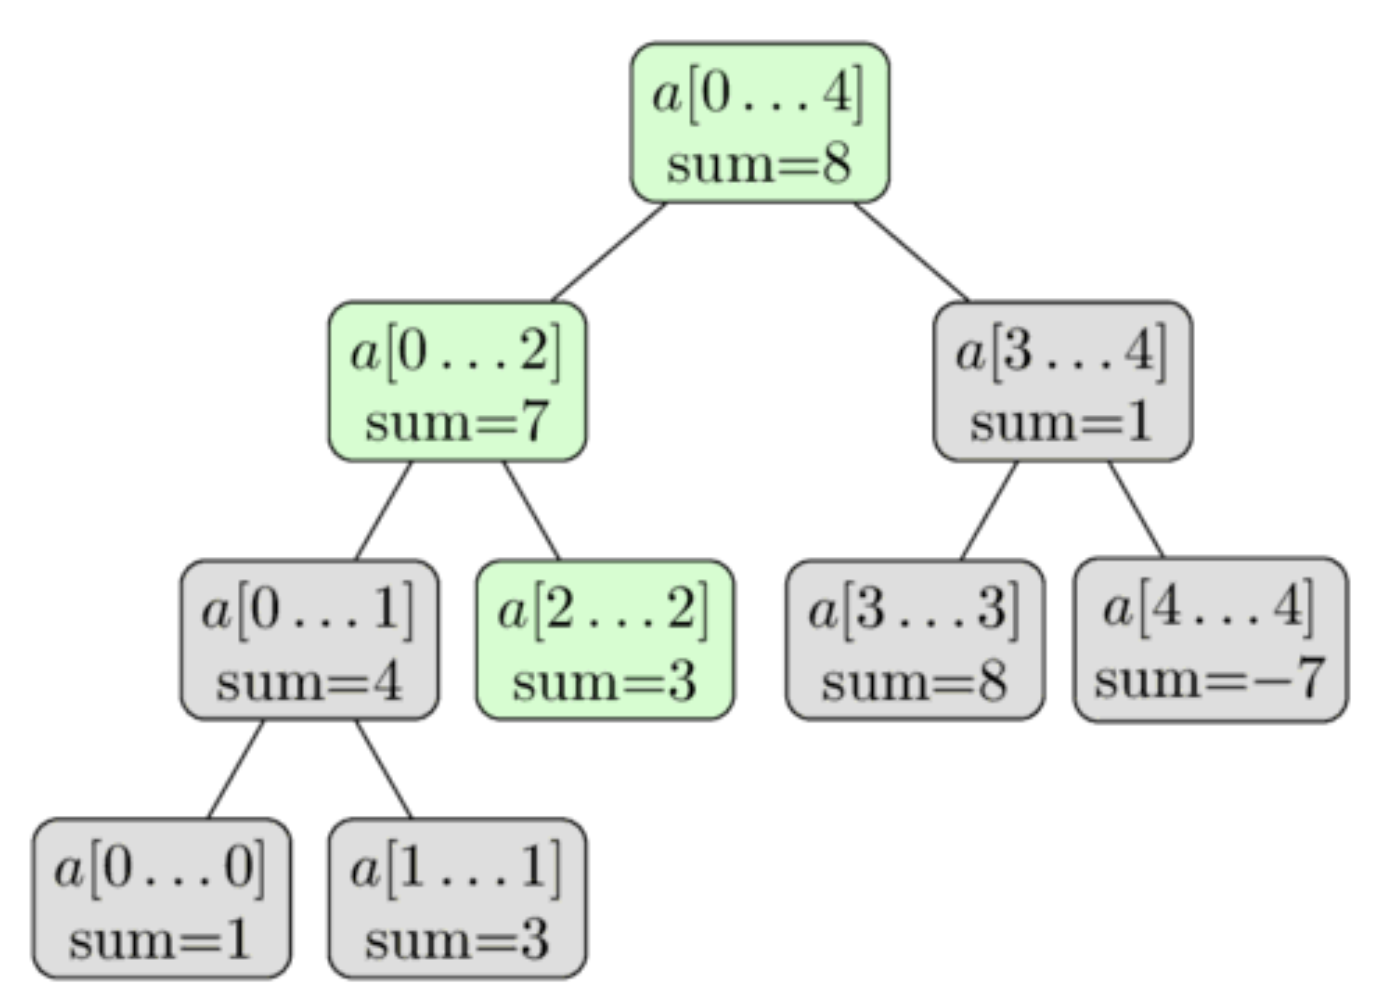 a[0 . . . 4]
sum=8
a[0 . . . 2]
sum=7
a[3 . . . 4]
sum=1
a[0 . . . 1]
sum=4
a[2 . . . 2]
sum=3
a[3 . . . 3]
sum=8
a[4 . . . 4]
sum=−7
a[0 . . . 0]
sum=1
a[1 . . . 1]
sum=3